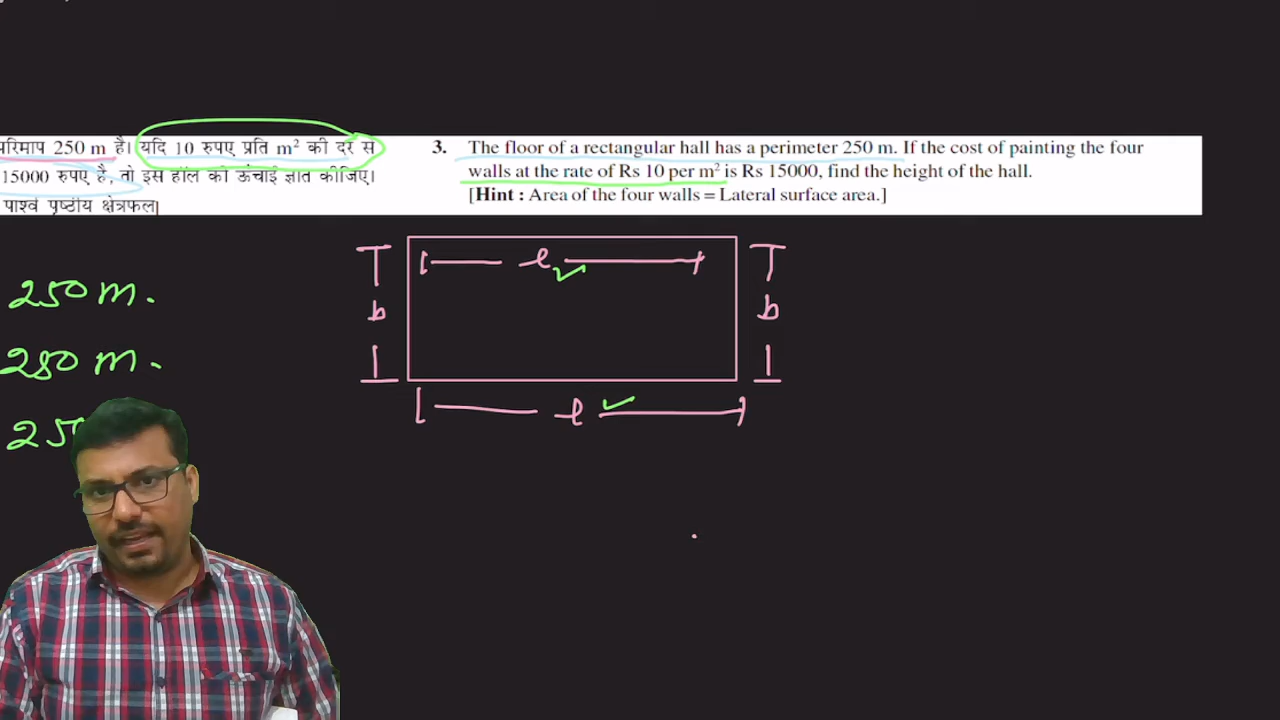 परिमाप 250 m है। यदि 10 रुपए प्रति m² की दर से
15000 रुपए है, तो इस हॉल की ऊँचाई ज्ञात कीजिए।
पार्श्व पृष्ठीय क्षेत्रफल]
3. The floor of a rectangular hall has a perimeter 250 m. If the cost of painting the four
walls at the rate of Rs 10 per m² is Rs 15000, find the height of the hall.
[Hint : Area of the four walls = Lateral surface area.]
l
b
b
l
250 m.
250 m.
25